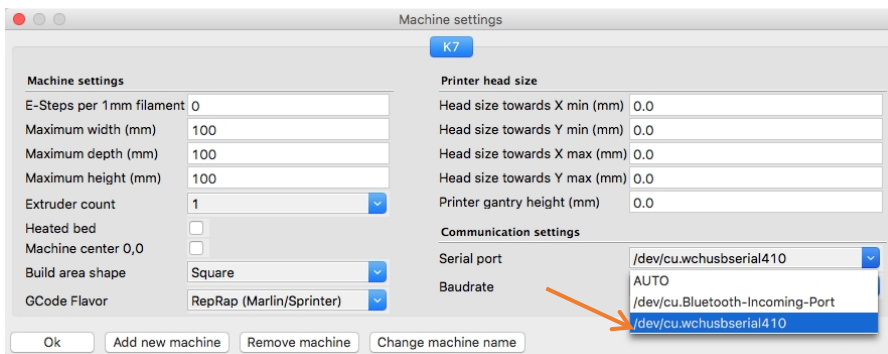 Machine settings
K7
Machine settings
E-Steps per 1mm filament 0
Maximum width (mm) 100
Maximum depth (mm) 100
Maximum height (mm) 100
Extruder count 1
Heated bed
Machine center 0,0
Build area shape Square
GCode Flavor RepRap (Marlin/Sprinter)
Printer head size
Head size towards X min (mm) 0.0
Head size towards Y min (mm) 0.0
Head size towards X max (mm) 0.0
Head size towards Y max (mm) 0.0
Printer gantry height (mm) 0.0
Communication settings
Serial port /dev/cu.wchusbserial410
Baudrate
AUTO
/dev/cu.Bluetooth-Incoming-Port
/dev/cu.wchusbserial410
Ok Add new machine Remove machine Change machine name